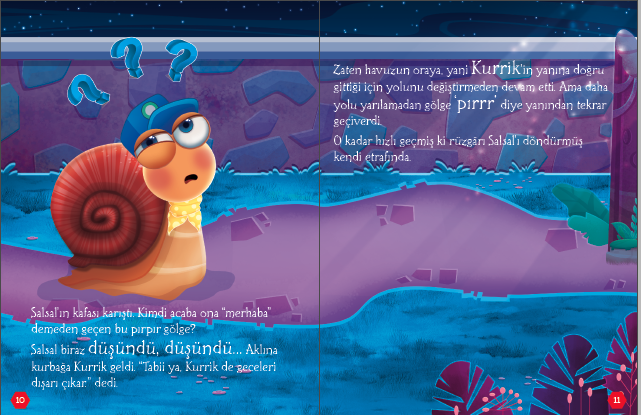 ? ? ?
Salsal'ın kafası karıştı. Kimdi acaba ona "merhaba"
demeden geçen bu pırpır gölge?
Salsal biraz düşündü, düşündü... Aklına
kurbağa Kurrik geldi. "Tabii ya, Kurrik de geceleri
dışarı çıkar." dedi.
10
Zaten havuzun oraya, yani Kurrik'in yanına doğru
gittiği için yolunu değiştirmeden devam etti. Ama daha
yolu yarılamadan gölge 'pırrr' diye yanından tekrar
geçiverdi.
O kadar hızlı geçmiş ki rüzgârı Salsal'ı döndürmüş
kendi etrafında.
11